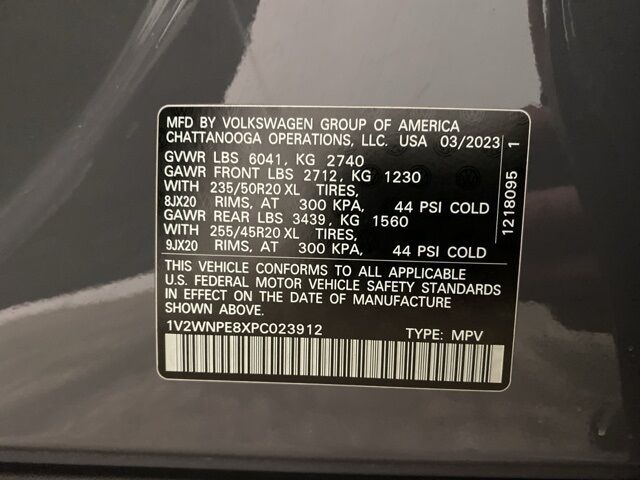 MFD BY VOLKSWAGEN GROUP OF AMERICA
CHATTANOOGA OPERATIONS, LLC. USA 03/2023
GVWR LBS 6041, KG 2740
GAWR FRONT LBS 2712, KG 1230
WITH 235/50R20 XL TIRES,
8JX20 RIMS, AT 300 KPA, 44 PSI COLD
GAWR REAR LBS 3439, KG 1560
WITH 255/45R20 XL TIRES,
9JX20 RIMS, AT 300 KPA, 44 PSI COLD
THIS VEHICLE CONFORMS TO ALL APPLICABLE
U.S. FEDERAL MOTOR VEHICLE SAFETY STANDARDS
IN EFFECT ON THE DATE OF MANUFACTURE
SHOWN ABOVE.
1V2WNPE8XPC023912 TYPE: MPV
1218095 1